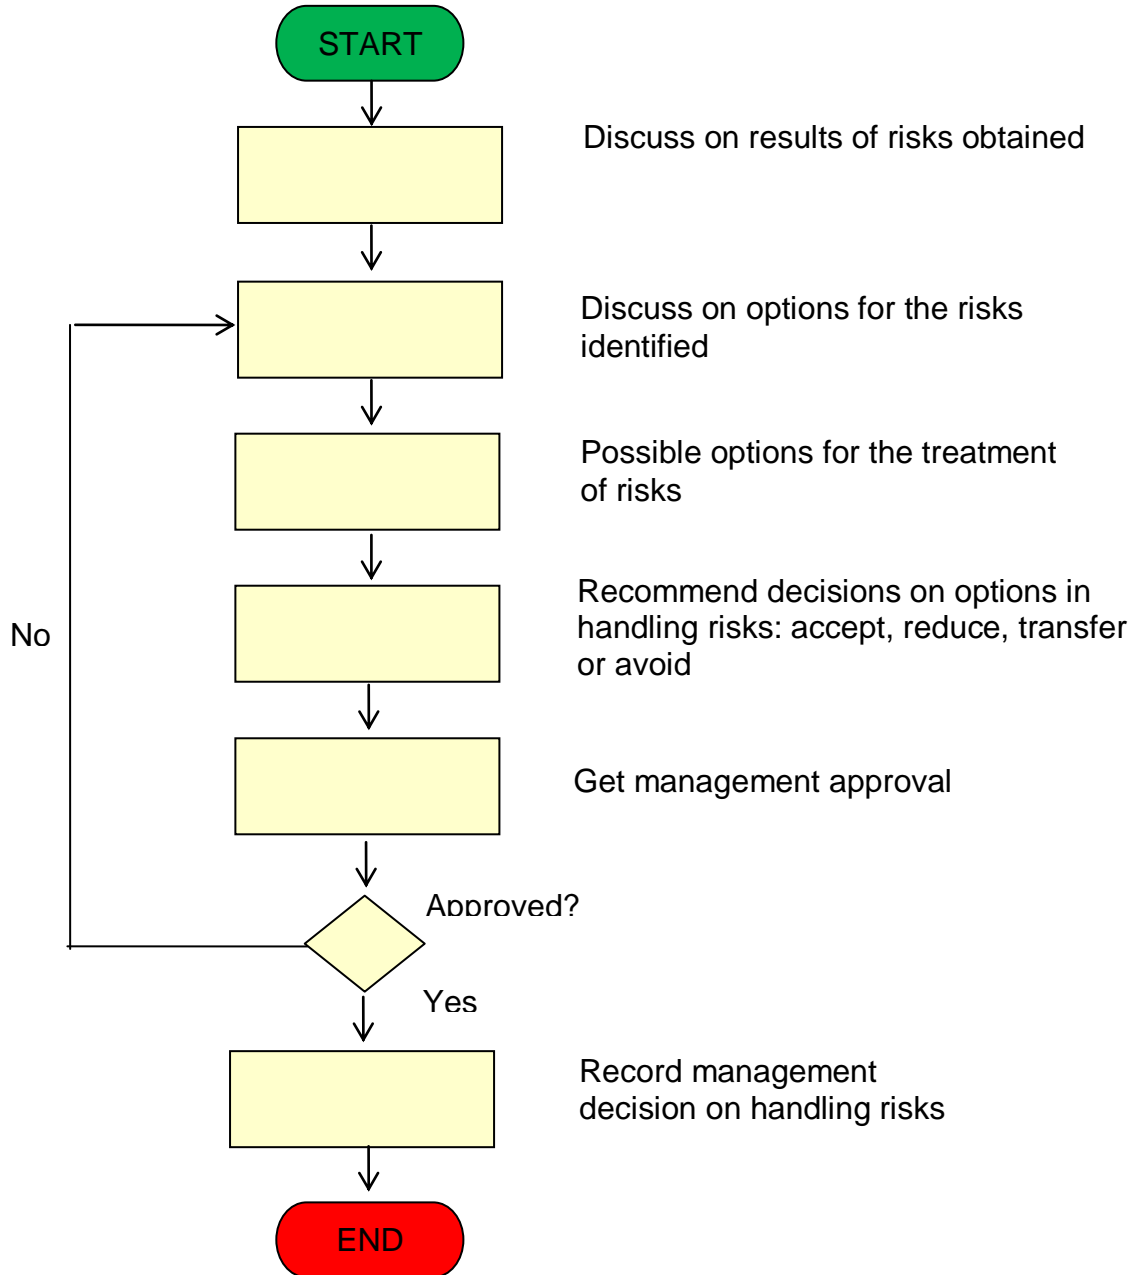 START
Discuss on results of risks obtained
Discuss on options for the risks
identified
Possible options for the treatment
of risks
Recommend decisions on options in
handling risks: accept, reduce, transfer
or avoid
No
Get management approval
Approved?
Yes
Record management
decision on handling risks
END